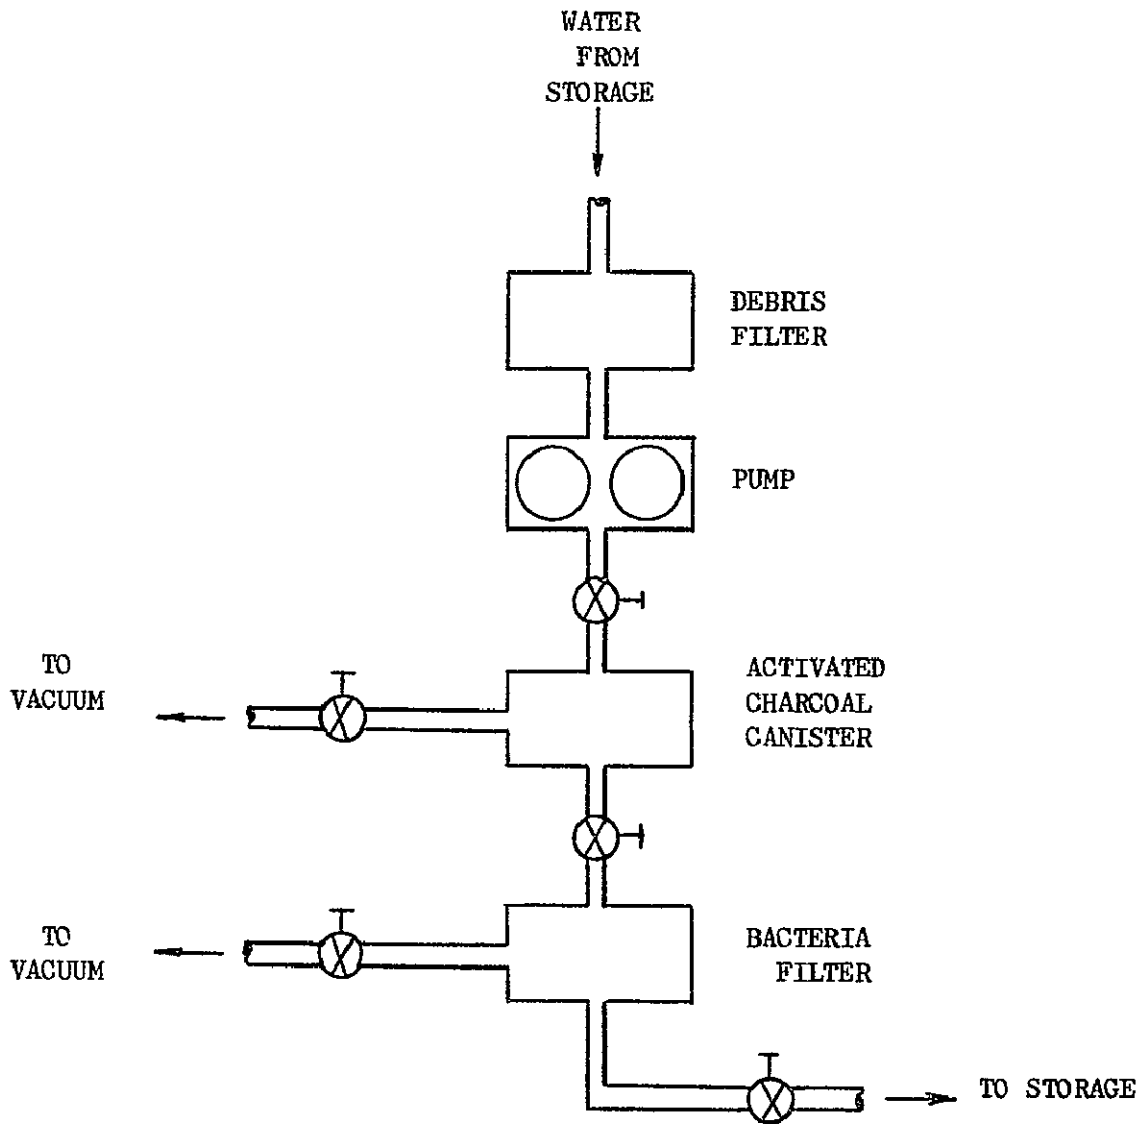 WATER
FROM
STORAGE
DEBRIS
FILTER
PUMP
TO
VACUUM
ACTIVATED
CHARCOAL
CANISTER
TO
VACUUM
BACTERIA
FILTER
TO STORAGE